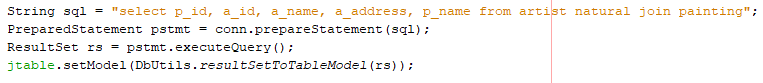 String sql = "select p_id, a_id, a_name, a_address, p_name from artist natural join painting";
PreparedStatement pstmt = conn.prepareStatement(sql);
ResultSet rs = pstmt.executeQuery();
jtable.setModel(DbUtils.resultSetToTableModel(rs));